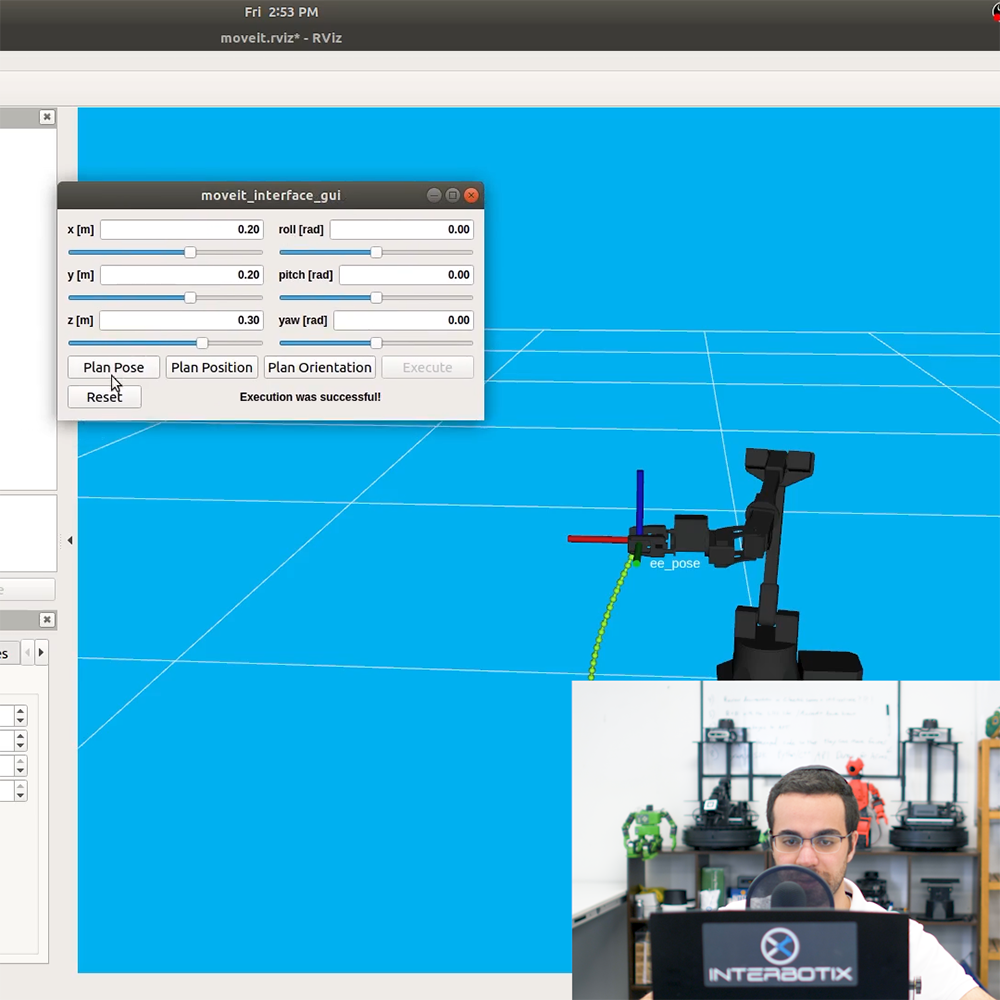 Fri 2:53 PM
moveit.rviz* - RViz
moveit_interface_gui
x [m] 0.20 roll [rad] 0.00
y [m] 0.20 pitch [rad] 0.00
z [m] 0.30 yaw [rad] 0.00
Plan Pose Plan Position Plan Orientation Execute
Reset Execution was successful!
ee_pose
es
INTERBOTIX